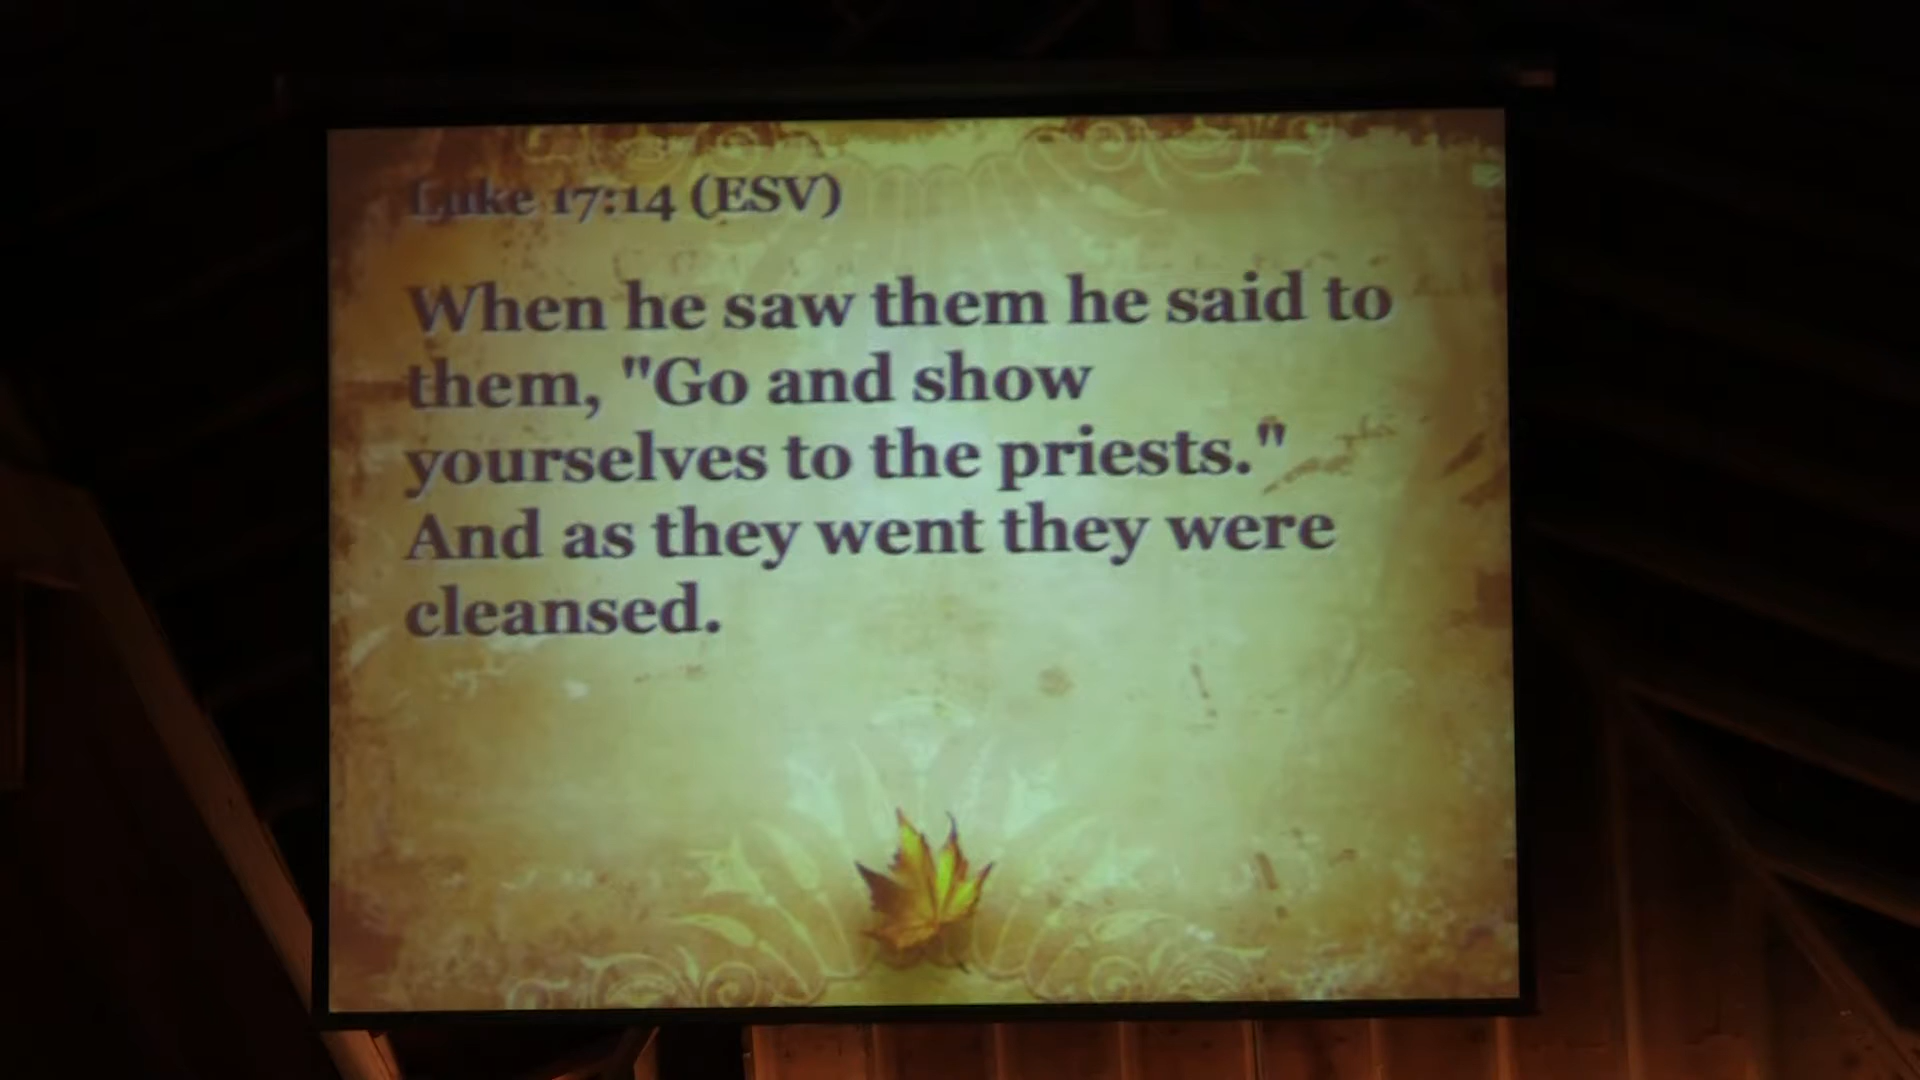 Luke 17:14 (ESV)
When he saw them he said to
them, "Go and show
yourselves to the priests."
And as they went they were
cleansed.